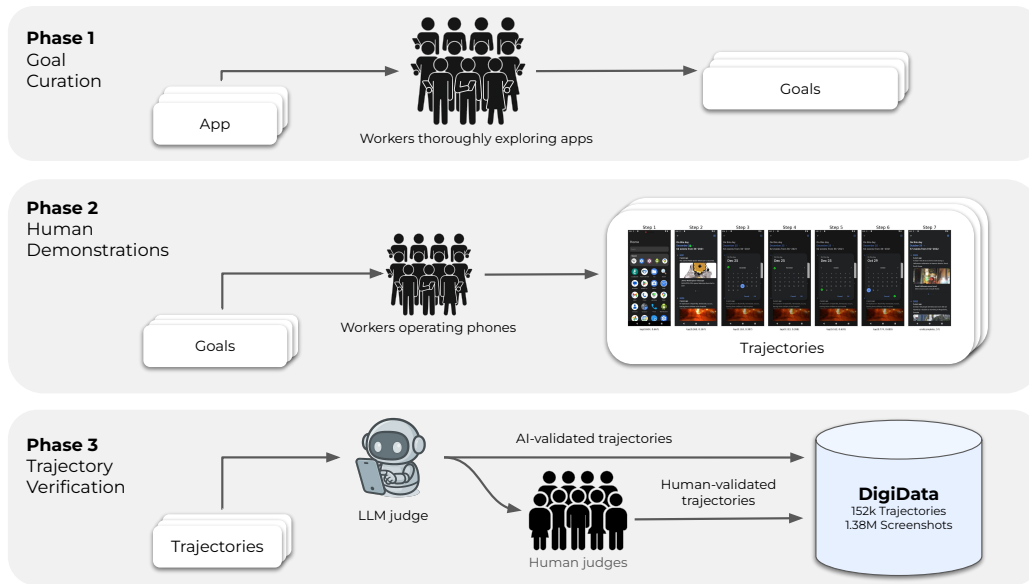 Phase 1
Goal
Curation
App
Workers thoroughly exploring apps
Goals
Phase 2
Human
Demonstrations
Goals
Workers operating phones
Step 1
Step 2
Step 3
Step 4
Step 5
Step 6
Step 7
Trajectories
Phase 3
Trajectory
Verification
Trajectories
LLM judge
AI-validated trajectories
Human judges
Human-validated
trajectories
DigiData
152k Trajectories
1.38M Screenshots